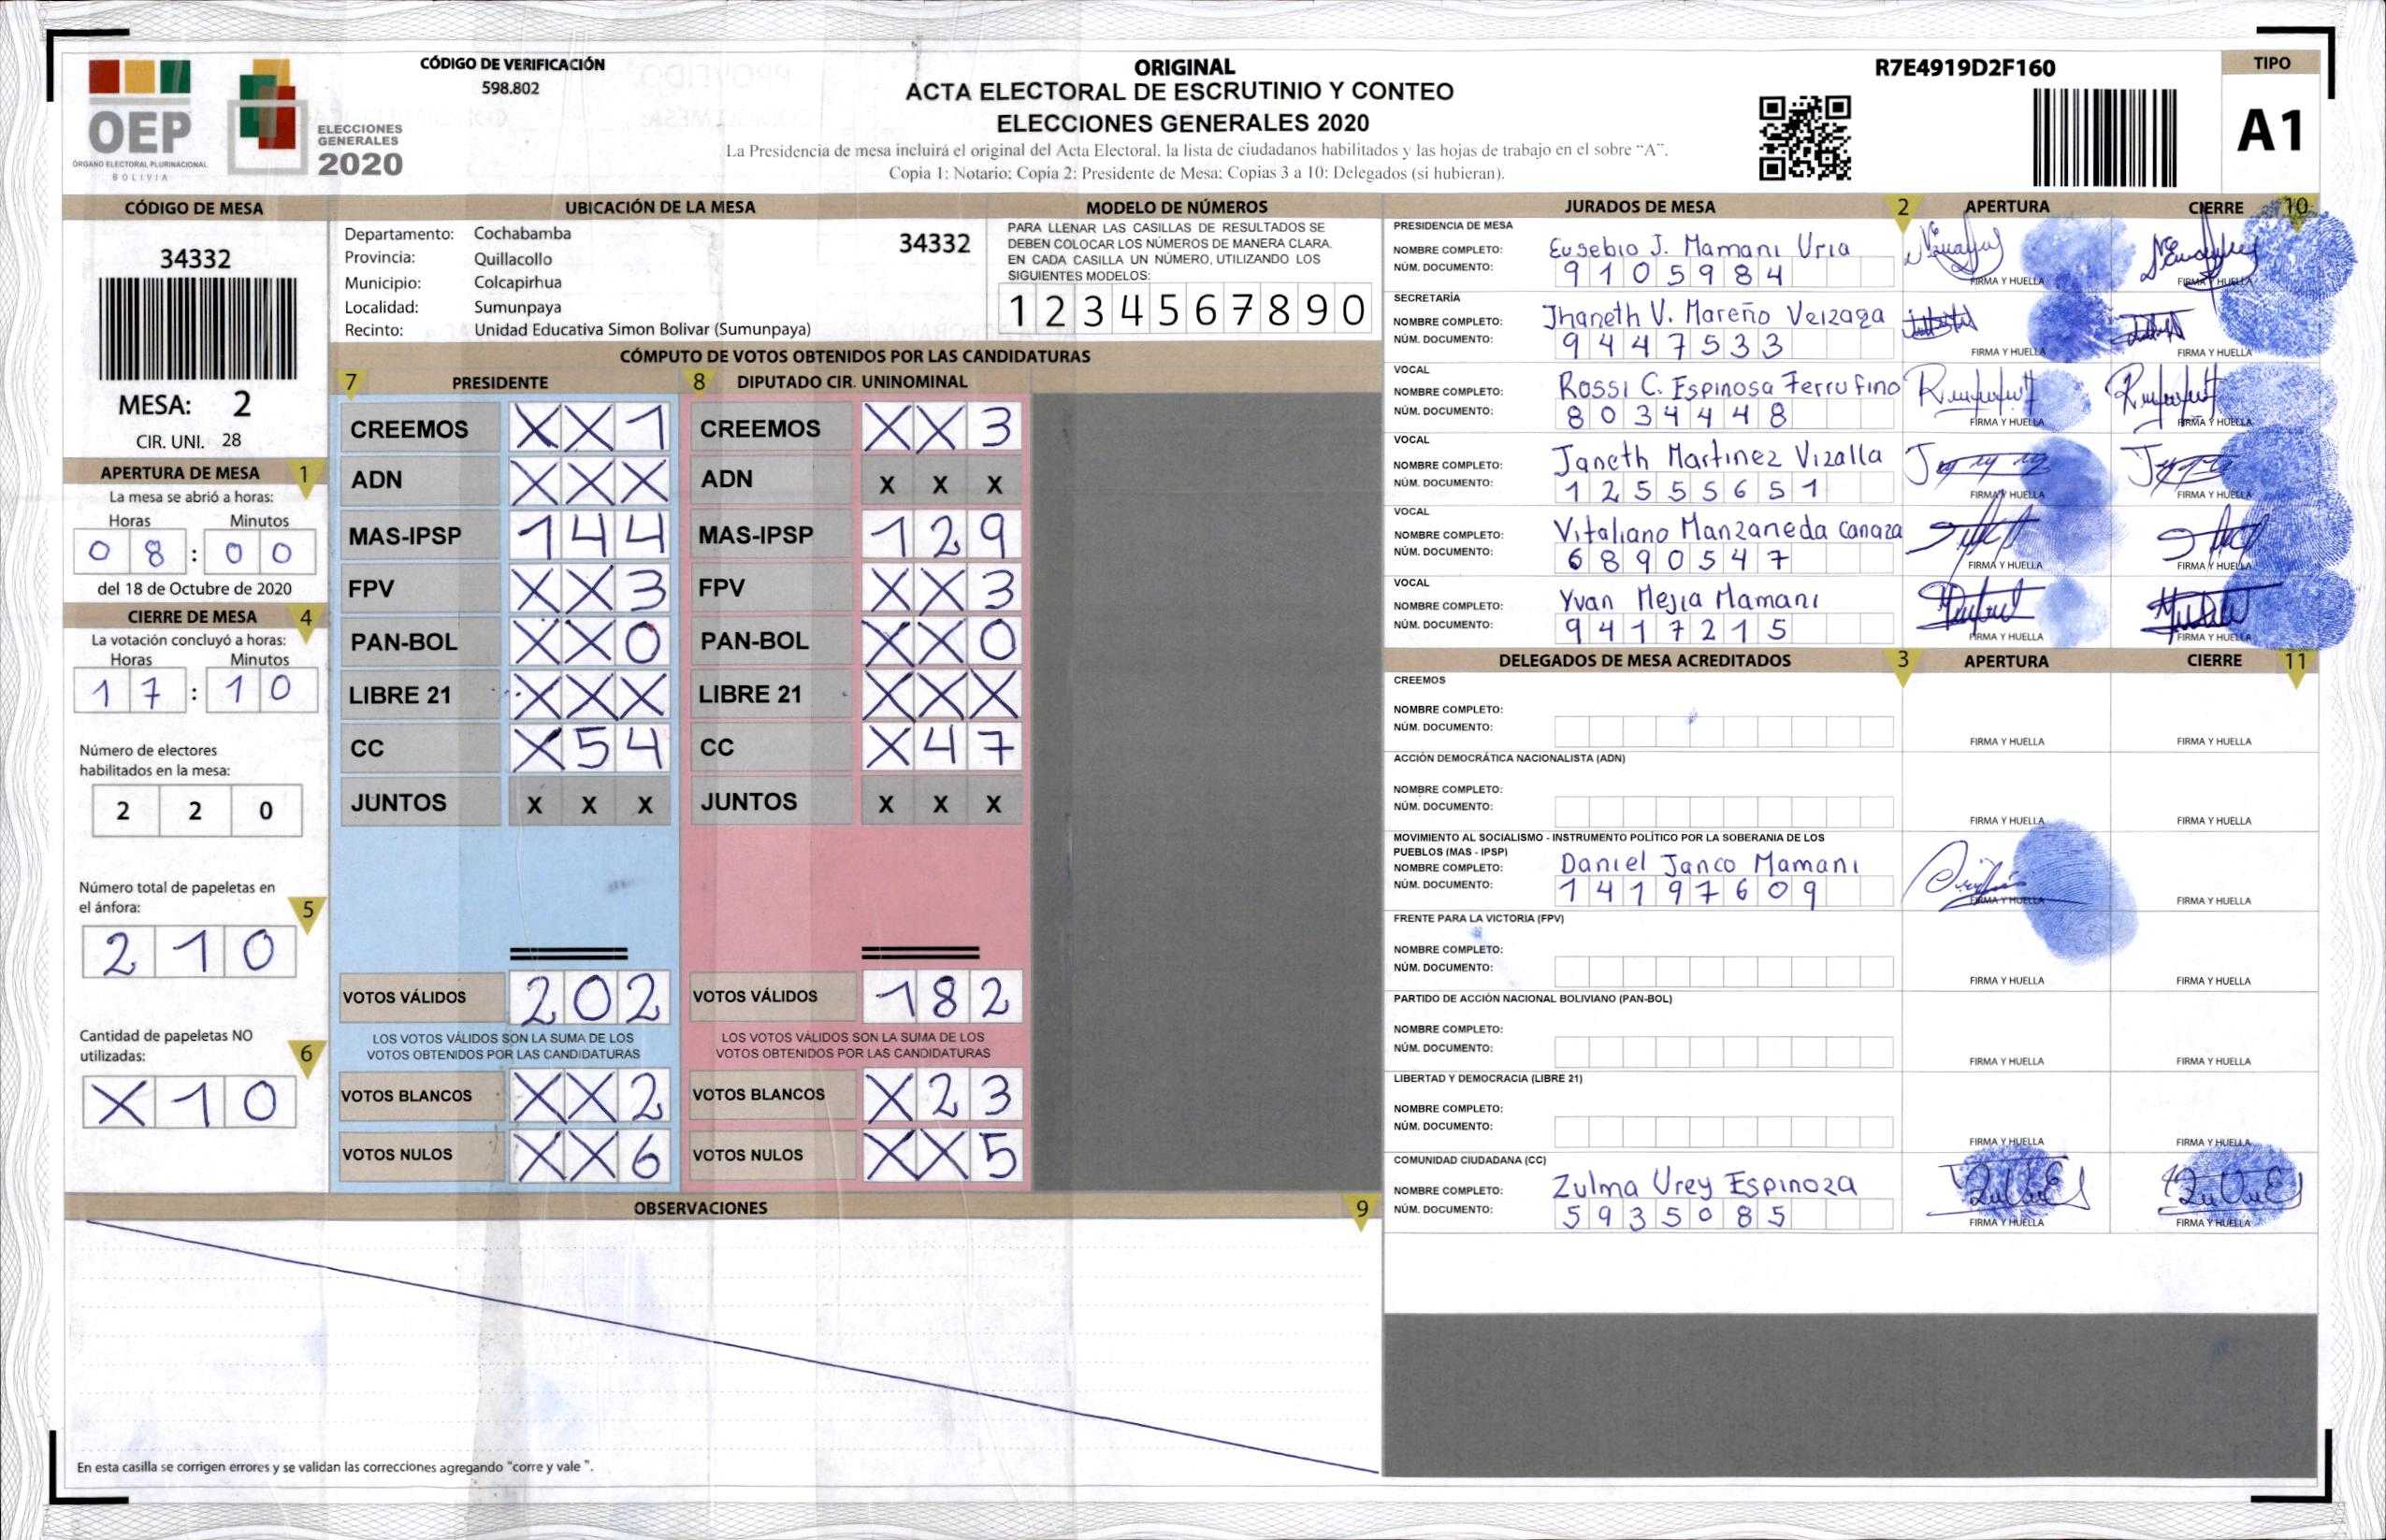 OEP
ÓRGANO ELECTORAL PLURINACIONAL
BOLIVIA
ELECCIONES
GENERALES
2020
CÓDIGO DE VERIFICACIÓN
598.802
ORIGINAL
ACTA ELECTORAL DE ESCRUTINIO Y CONTEO
ELECCIONES GENERALES 2020
La Presidencia de mesa incluirá el original del Acta Electoral, la lista de ciudadanos habilitados y las hojas de trabajo en el sobre "A".
Copia 1: Notario; Copia 2: Presidente de Mesa; Copias 3 a 10: Delegados (si hubieran).
R7E4919D2F160
TIPO
A1
CÓDIGO DE MESA
34332
MESA: 2
CIR. UNI. 28
APERTURA DE MESA 1
La mesa se abrió a horas:
Horas Minutos
0 8 : 0 0
del 18 de Octubre de 2020
CIERRE DE MESA 4
La votación concluyó a horas:
Horas Minutos
1 7 : 1 0
Número de electores
habilitados en la mesa:
2 2 0
Número total de papeletas en
el ánfora: 5
2 1 0
Cantidad de papeletas NO
utilizadas: 6
X 1 0
UBICACIÓN DE LA MESA
Departamento: Cochabamba 34332
Provincia: Quillacollo
Municipio: Colcapirhua
Localidad: Sumunpaya
Recinto: Unidad Educativa Simon Bolivar (Sumunpaya)
MODELO DE NÚMEROS
PARA LLENAR LAS CASILLAS DE RESULTADOS SE
DEBEN COLOCAR LOS NÚMEROS DE MANERA CLARA.
EN CADA CASILLA UN NÚMERO, UTILIZANDO LOS
SIGUIENTES MODELOS:
1 2 3 4 5 6 7 8 9 0
CÓMPUTO DE VOTOS OBTENIDOS POR LAS CANDIDATURAS
7 PRESIDENTE 8 DIPUTADO CIR. UNINOMINAL
CREEMOS X X 1 CREEMOS X X 3
ADN X X X ADN X X X
MAS-IPSP 1 4 4 MAS-IPSP 1 2 9
FPV X X 3 FPV X X 3
PAN-BOL X X 0 PAN-BOL X X 0
LIBRE 21 X X X LIBRE 21 X X X
CC X 5 4 CC X 4 7
JUNTOS X X X JUNTOS X X X
VOTOS VÁLIDOS 2 0 2 VOTOS VÁLIDOS 1 8 2
LOS VOTOS VÁLIDOS SON LA SUMA DE LOS LOS VOTOS VÁLIDOS SON LA SUMA DE LOS
VOTOS OBTENIDOS POR LAS CANDIDATURAS VOTOS OBTENIDOS POR LAS CANDIDATURAS
VOTOS BLANCOS X X 2 VOTOS BLANCOS X 2 3
VOTOS NULOS X X 6 VOTOS NULOS X X 5
OBSERVACIONES 9
En esta casilla se corrigen errores y se validan las correcciones agregando "corre y vale ".
JURADOS DE MESA 2 APERTURA CIERRE 10
PRESIDENCIA DE MESA
NOMBRE COMPLETO: Eusebio J. Mamani Uria
NÚM. DOCUMENTO: 9 1 0 5 9 8 4
FIRMA Y HUELLA FIRMA Y HUELLA
SECRETARÍA
NOMBRE COMPLETO: Jhaneth V. Mareño Veizaga
NÚM. DOCUMENTO: 9 4 4 7 5 3 3
FIRMA Y HUELLA FIRMA Y HUELLA
VOCAL
NOMBRE COMPLETO: Rossi C. Espinosa Ferrufino
NÚM. DOCUMENTO: 8 0 3 4 4 4 8
FIRMA Y HUELLA FIRMA Y HUELLA
VOCAL
NOMBRE COMPLETO: Janeth Martinez Vizalla
NÚM. DOCUMENTO: 1 2 5 5 5 6 5 1
FIRMA Y HUELLA FIRMA Y HUELLA
VOCAL
NOMBRE COMPLETO: Vitaliano Manzaneda Canaza
NÚM. DOCUMENTO: 6 8 9 0 5 4 7
FIRMA Y HUELLA FIRMA Y HUELLA
VOCAL
NOMBRE COMPLETO: Yvan Mejia Mamani
NÚM. DOCUMENTO: 9 4 1 7 2 1 5
FIRMA Y HUELLA FIRMA Y HUELLA
DELEGADOS DE MESA ACREDITADOS 3 APERTURA CIERRE 11
CREEMOS
NOMBRE COMPLETO:
NÚM. DOCUMENTO:
FIRMA Y HUELLA FIRMA Y HUELLA
ACCIÓN DEMOCRÁTICA NACIONALISTA (ADN)
NOMBRE COMPLETO:
NÚM. DOCUMENTO:
FIRMA Y HUELLA FIRMA Y HUELLA
MOVIMIENTO AL SOCIALISMO - INSTRUMENTO POLÍTICO POR LA SOBERANIA DE LOS
PUEBLOS (MAS - IPSP)
NOMBRE COMPLETO: Daniel Janco Mamani
NÚM. DOCUMENTO: 1 4 1 9 7 6 0 9
FIRMA Y HUELLA FIRMA Y HUELLA
FRENTE PARA LA VICTORIA (FPV)
NOMBRE COMPLETO:
NÚM. DOCUMENTO:
FIRMA Y HUELLA FIRMA Y HUELLA
PARTIDO DE ACCIÓN NACIONAL BOLIVIANO (PAN-BOL)
NOMBRE COMPLETO:
NÚM. DOCUMENTO:
FIRMA Y HUELLA FIRMA Y HUELLA
LIBERTAD Y DEMOCRACIA (LIBRE 21)
NOMBRE COMPLETO:
NÚM. DOCUMENTO:
FIRMA Y HUELLA FIRMA Y HUELLA
COMUNIDAD CIUDADANA (CC)
NOMBRE COMPLETO: Zulma Urey Espinoza
NÚM. DOCUMENTO: 5 9 3 5 0 8 5
FIRMA Y HUELLA FIRMA Y HUELLA